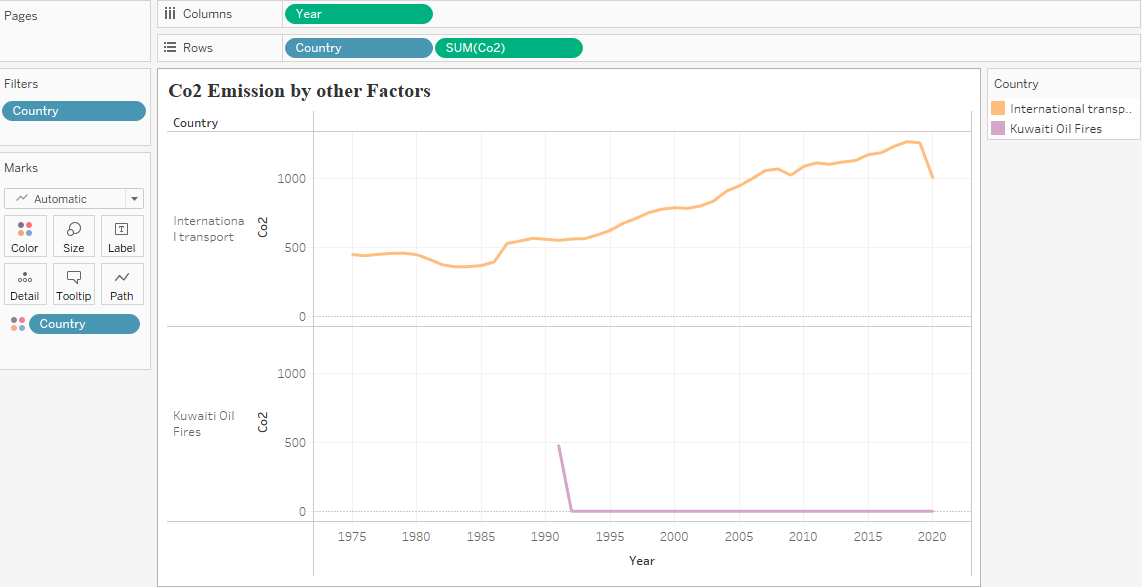 Pages
Columns
Year
Rows
Country
SUM(Co2)
Filters
Country
Marks
Automatic
Color
Size
Label
Detail
Tooltip
Path
Country
Co2 Emission by other Factors
Country
Internationa
l transport
Co2
1000
500
0
Kuwaiti Oil
Fires
Co2
1000
500
0
1975 1980 1985 1990 1995 2000 2005 2010 2015 2020
Year
Country
International transp..
Kuwaiti Oil Fires